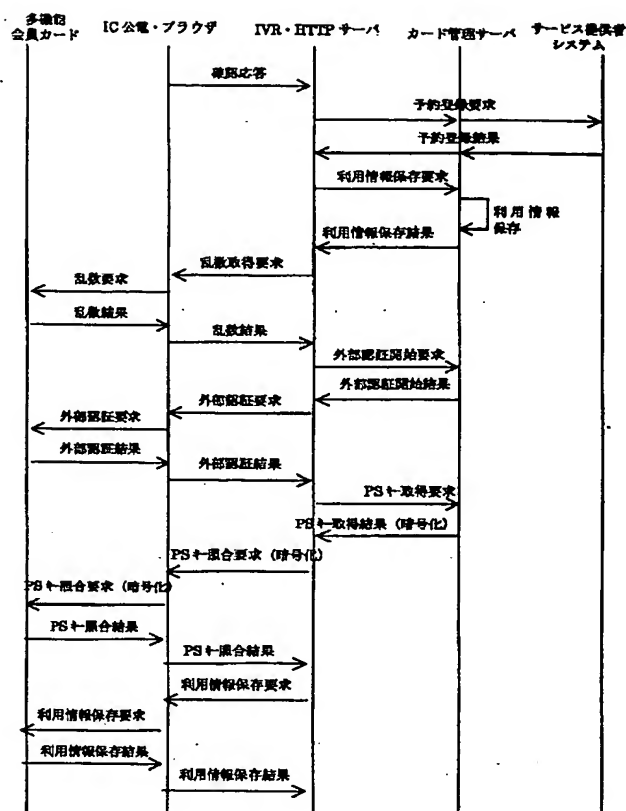 多機能
会員カード
IC公電・ブラウザ
IVR・HTTPサーバ
カード管理サーバ
サービス提供者
システム
確認応答
予約登録要求
予約登録結果
利用情報保存要求
利用情報
保存
利用情報保存結果
乱数取得要求
乱数要求
乱数結果
乱数結果
外部認証開始要求
外部認証開始結果
外部認証要求
外部認証要求
外部認証結果
外部認証結果
PSキー取得要求
PSキー取得結果（暗号化）
PSキー照合要求（暗号化）
PSキー照合要求（暗号化）
PSキー照合結果
PSキー照合結果
利用情報保存要求
利用情報保存要求
利用情報保存結果
利用情報保存結果